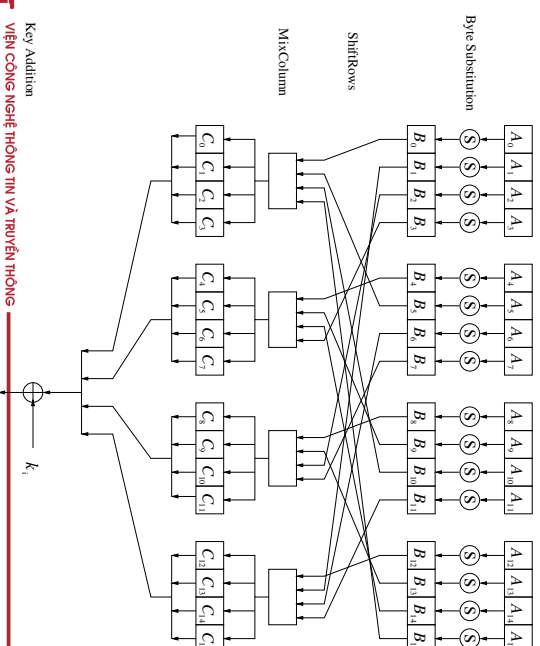 Byte Substitution
A0 A1 A2 A3 A4 A5 A6 A7 A8 A9 A10 A11 A12 A13 A14
S S S S S S S S S S S S S S S S
B0 B1 B2 B3 B4 B5 B6 B7 B8 B9 B10 B11 B12 B13 B14
ShiftRows
MixColumn
C0 C1 C2 C3 C4 C5 C6 C7 C8 C9 C10 C11 C12 C13 C14
Key Addition
ki
VIỆN CÔNG NGHỆ THÔNG TIN VÀ TRUYỀN THÔNG